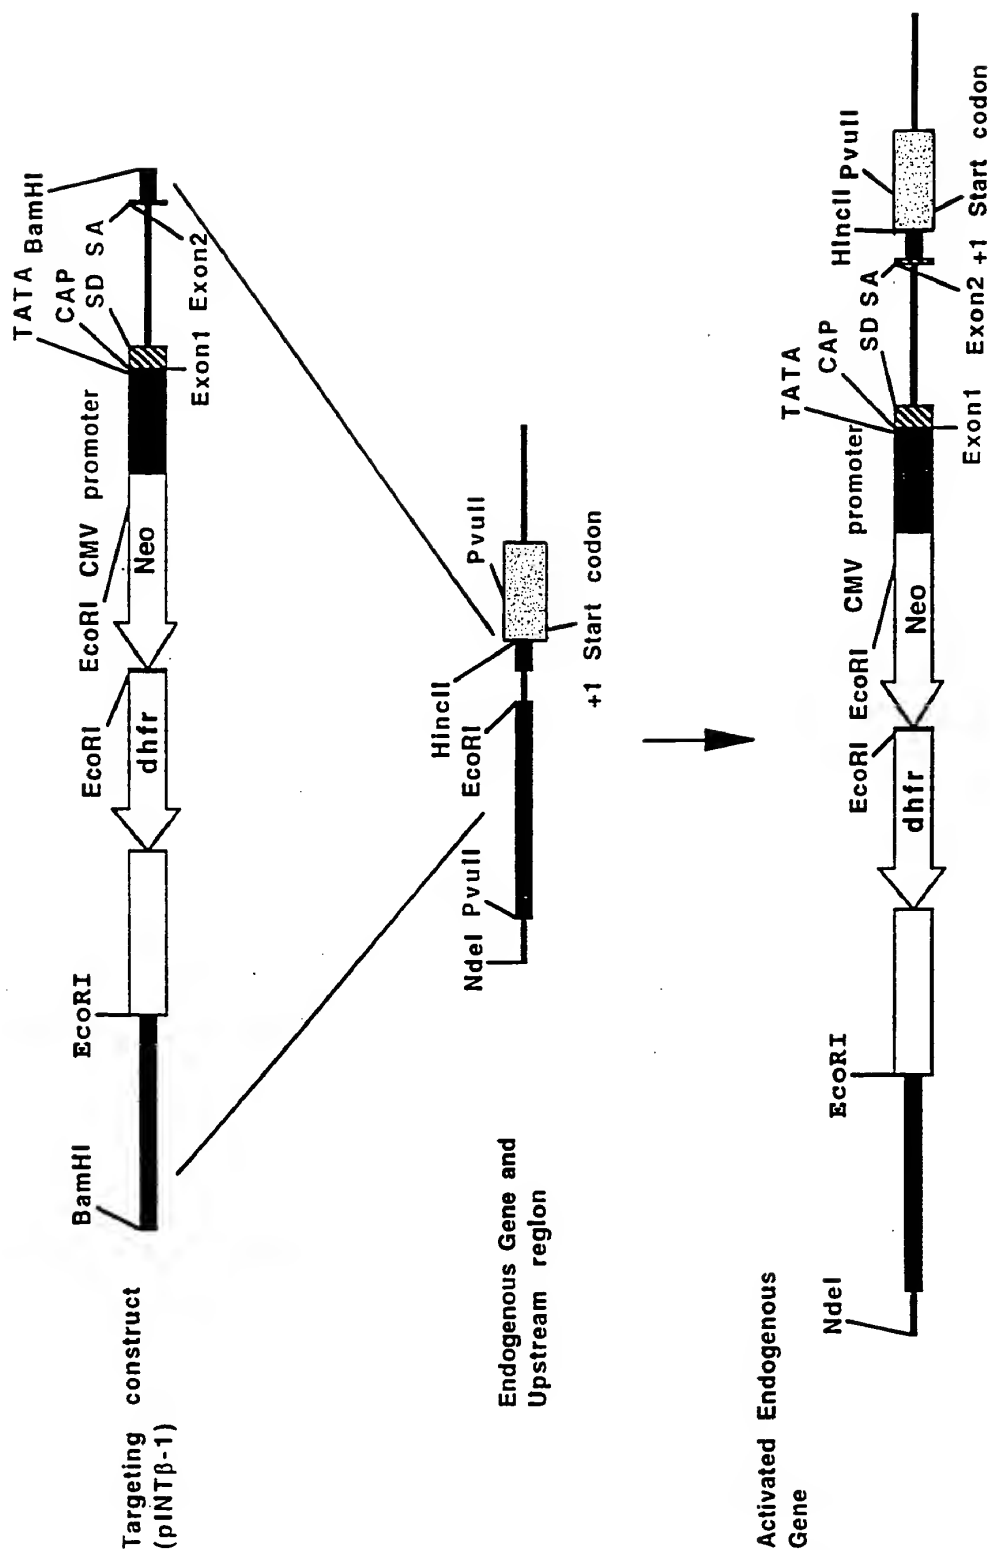 Targeting construct
(pINTβ-1)
BamHI
EcoRI
EcoRI
EcoRI
CMV promoter
TATA
CAP
SD
SA
BamHI
dhfr
Neo
Exon1
Exon2
Endogenous Gene and
Upstream region
NdeI
PvuII
EcoRI
HincII
PvuII
+1 Start codon
Activated Endogenous
Gene
NdeI
EcoRI
EcoRI
EcoRI
CMV promoter
TATA
CAP
SD
SA
HincII
PvuII
dhfr
Neo
Exon1
Exon2
+1 Start codon